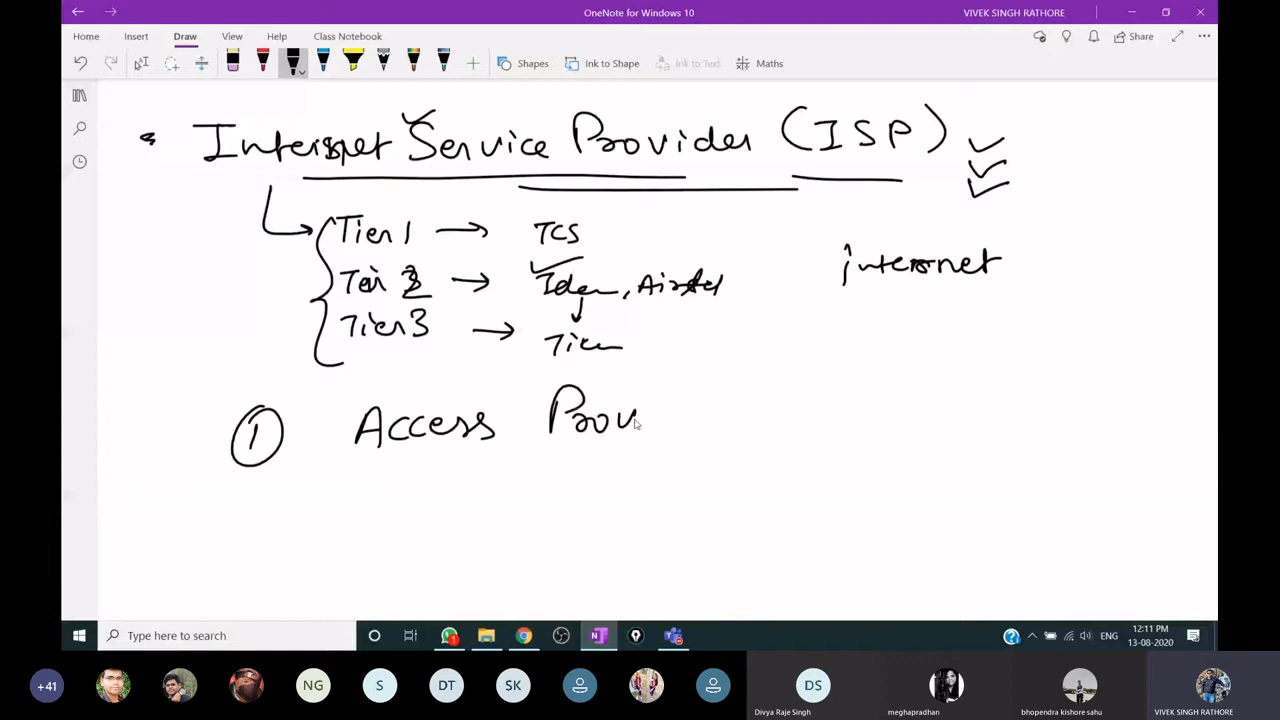 OneNote for Windows 10
VIVEK SINGH RATHORE
Home Insert Draw View Help Class Notebook
Share
Shapes Ink to Shape Ink to Text Maths
Internet Service Provider (ISP)
Tier 1 → TCS
Tier 2 → Idea, Airtel
internet
Tier 3 →
① Access Prov
Type here to search
1
ENG
12:11 PM
13-08-2020
+41 NG S DT SK DS
Divya Raje Singh meghapradhan bhopendra kishore sahu VIVEK SINGH RATHORE